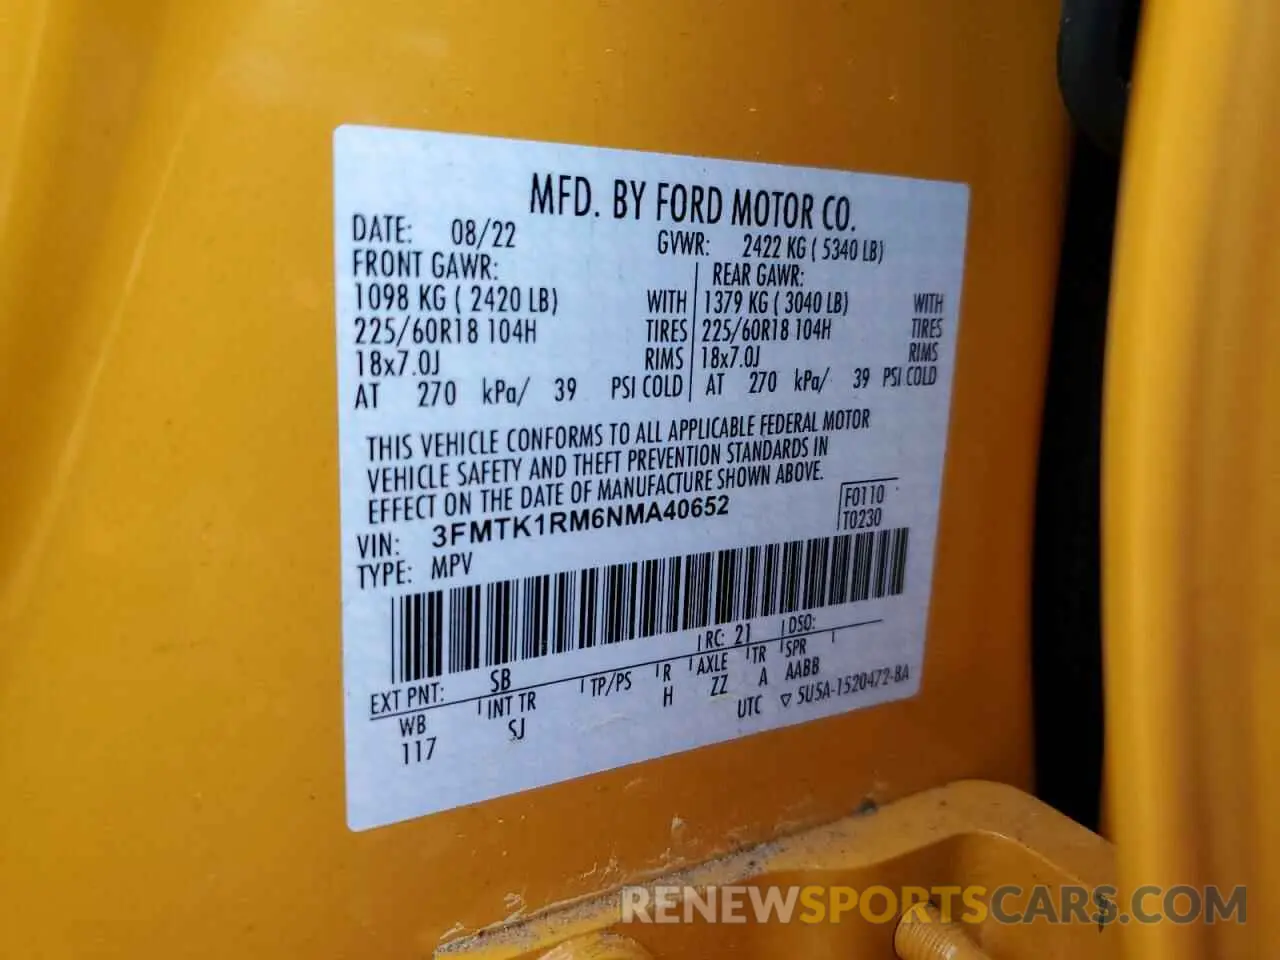 MFD. BY FORD MOTOR CO.
DATE: 08/22 GVWR: 2422 KG ( 5340 LB)
FRONT GAWR: REAR GAWR:
1098 KG ( 2420 LB) WITH 1379 KG ( 3040 LB) WITH
225/60R18 104H TIRES 225/60R18 104H TIRES
18x7.0J RIMS 18x7.0J RIMS
AT 270 kPa/ 39 PSI COLD AT 270 kPa/ 39 PSI COLD
THIS VEHICLE CONFORMS TO ALL APPLICABLE FEDERAL MOTOR
VEHICLE SAFETY AND THEFT PREVENTION STANDARDS IN
EFFECT ON THE DATE OF MANUFACTURE SHOWN ABOVE.
VIN: 3FMTK1RM6NMA40652 F0110
TYPE: MPV T0230
EXT PNT: SB RC: 21 DSO:
WB INT TR TP/PS R AXLE TR SPR
117 SJ H ZZ A AABB
UTC ▽ 5U5A-1520472-BA
RENEWSPORTSCARS.COM